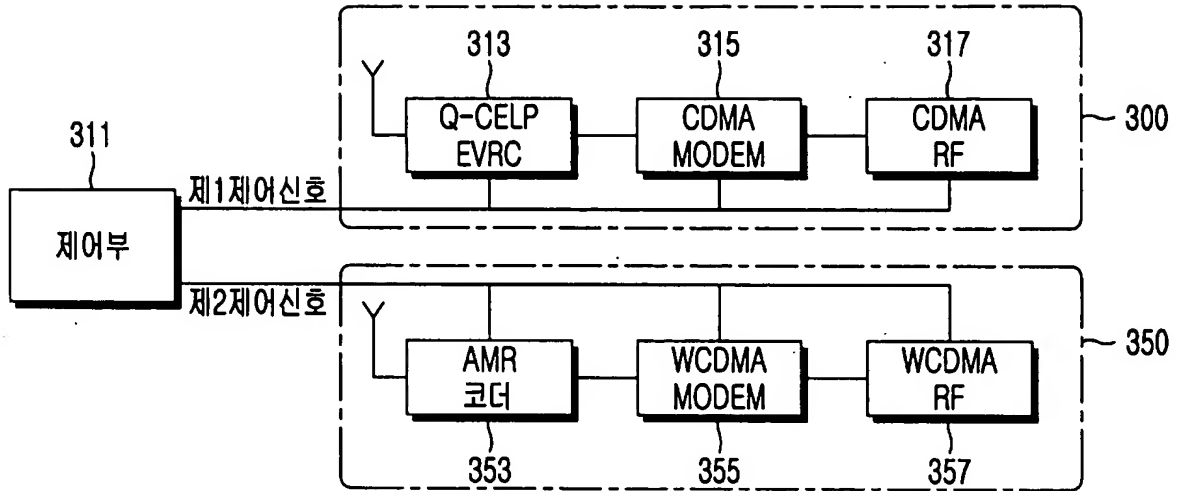 313
315
317
Q-CELP
EVRC
CDMA
MODEM
CDMA
RF
300
311
제어부
제1제어신호
제2제어신호
AMR
코더
WCDMA
MODEM
WCDMA
RF
350
353
355
357